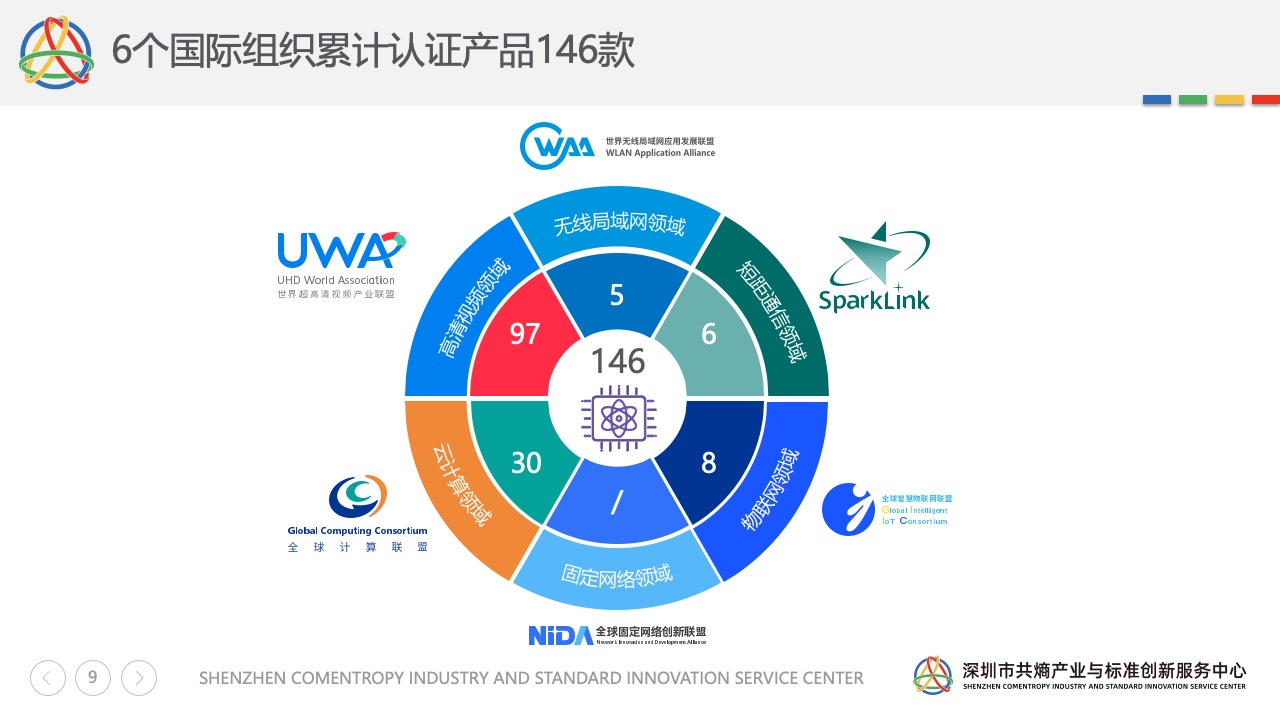 6个国际组织累计认证产品146款
WAA
世界无线局域网应用发展联盟
WLAN Application Alliance
UWA
UHD World Association
世界超高清视频产业联盟
SparkLink
无线局域网领域
高清视频领域
短距通信领域
5
97
6
146
30
8
/
云计算领域
物联网领域
固定网络领域
Global Computing Consortium
全球计算联盟
全球智慧物联网联盟
Global Intelligent
IoT Consortium
NiDA
全球固定网络创新联盟
Network Innovation and Development Alliance
9
SHENZHEN COMENTROPY INDUSTRY AND STANDARD INNOVATION SERVICE CENTER
深圳市共熵产业与标准创新服务中心
SHENZHEN COMENTROPY INDUSTRY AND STANDARD INNOVATION SERVICE CENTER